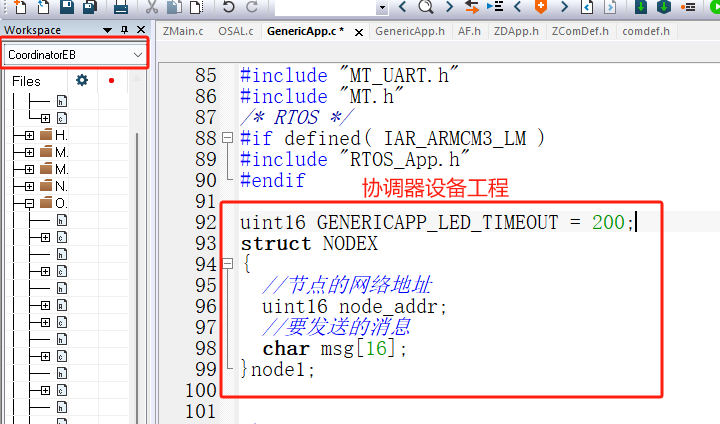 Workspace
CoordinatorEB
Files
H.
M.
M.
N.
O.
ZMain.c OSAL.c GenericApp.c * GenericApp.h AF.h ZDApp.h ZComDef.h comdef.h
85 #include "MT_UART.h"
86 #include "MT.h"
87 /* RTOS */
88 #if defined( IAR_ARMCM3_LM )
89 #include "RTOS_App.h"
90 #endif
协调器设备工程
91
92 uint16 GENERICAPP_LED_TIMEOUT = 200;
93 struct NODEX
94 {
95 //节点的网络地址
96 uint16 node_addr;
97 //要发送的消息
98 char msg[16];
99 }node1;
100
101